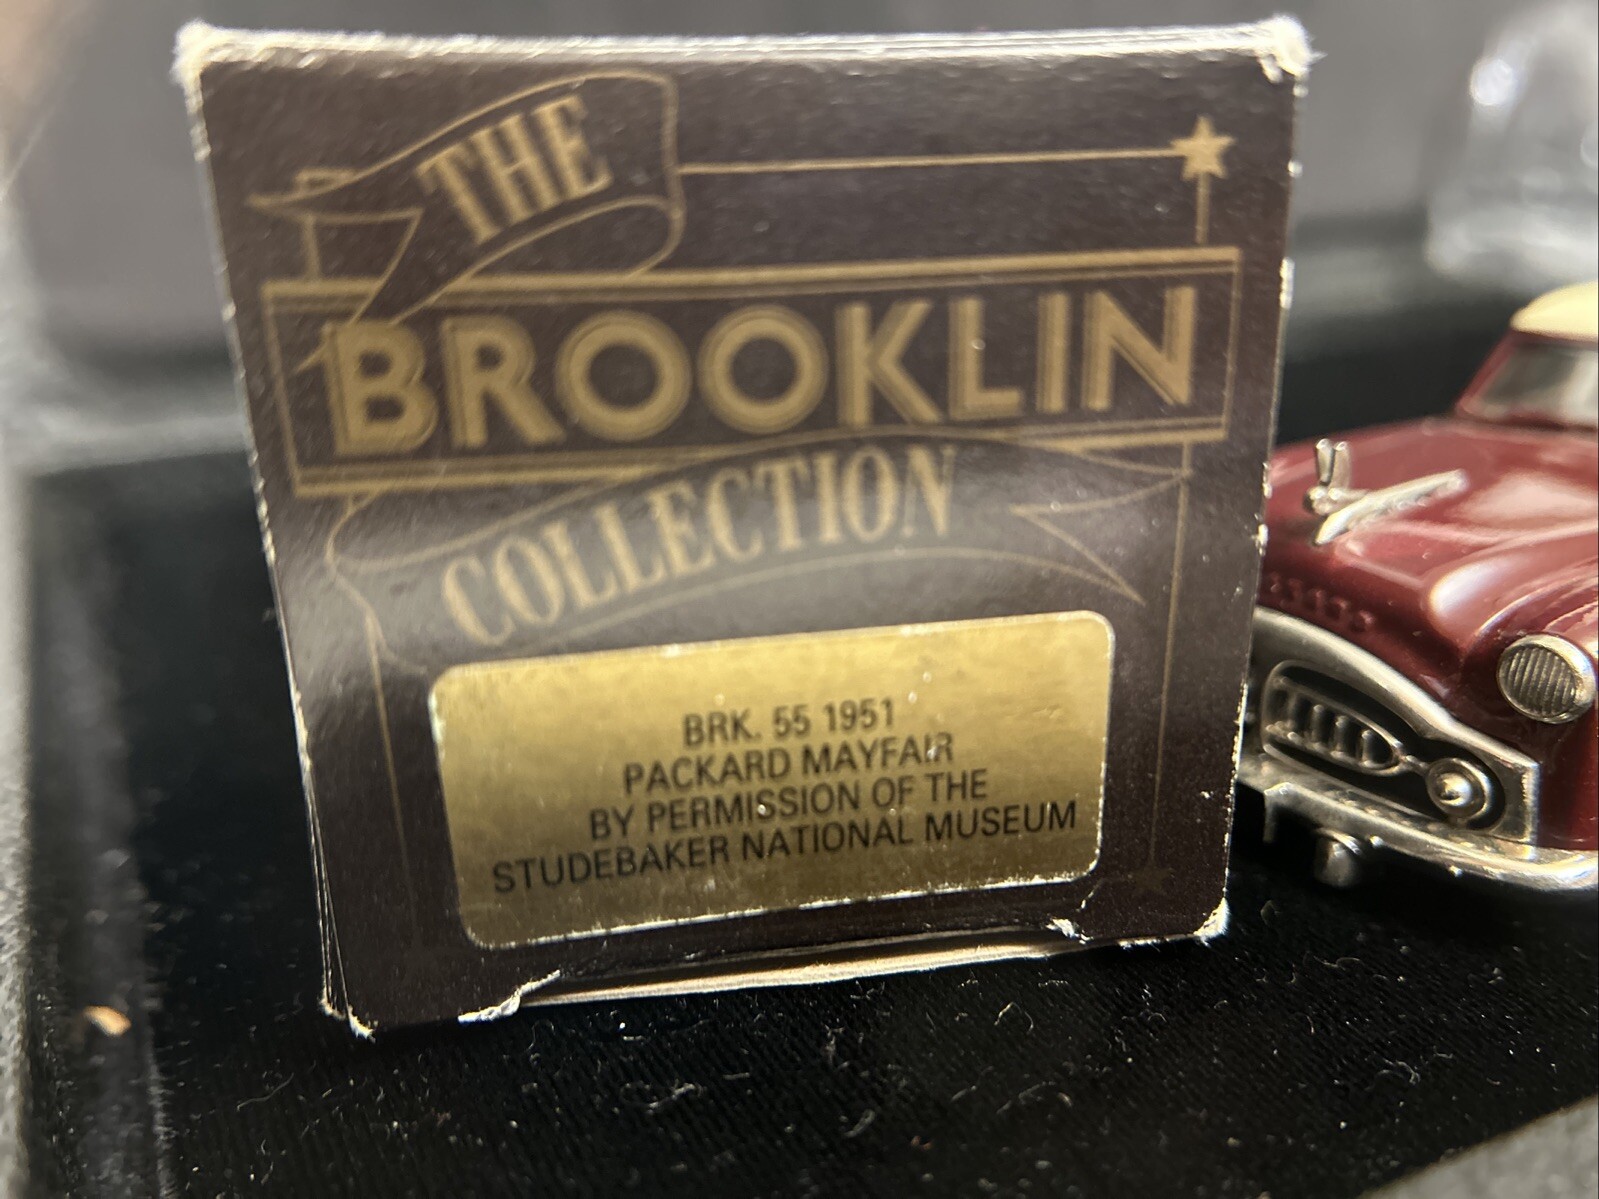 THE
BROOKLIN
COLLECTION
BRK. 55 1951
PACKARD MAYFAIR
BY PERMISSION OF THE
STUDEBAKER NATIONAL MUSEUM